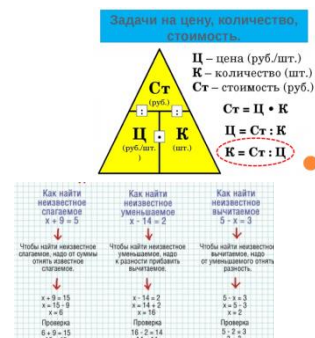 Задачи на цену, количество,
стоимость.
Ц – цена (руб./шт.)
К – количество (шт.)
Ст – стоимость (руб.)
Ст
(руб.)
:
:
Ц
•
К
(руб./шт.
)
(шт.)
Ст = Ц • К
Ц = Ст : К
К = Ст : Ц
Как найти
неизвестное
слагаемое
x + 9 = 5
Чтобы найти неизвестное
слагаемое, надо от суммы
отнять известное
слагаемое.
x + 9 = 15
x = 15 - 9
x = 6
Проверка
6 + 9 = 15
Как найти
неизвестное
уменьшаемое
x - 14 = 2
Чтобы найти неизвестное
уменьшаемое, надо
к разности прибавить
вычитаемое.
x - 14 = 2
x = 14 + 2
x = 16
Проверка
16 - 2 = 14
Как найти
неизвестное
вычитаемое
5 - x = 3
Чтобы найти неизвестное
вычитаемое, надо
от уменьшаемого отнять
разность.
5 - x = 3
x = 5 - 3
x = 2
Проверка
5 - 2 = 3